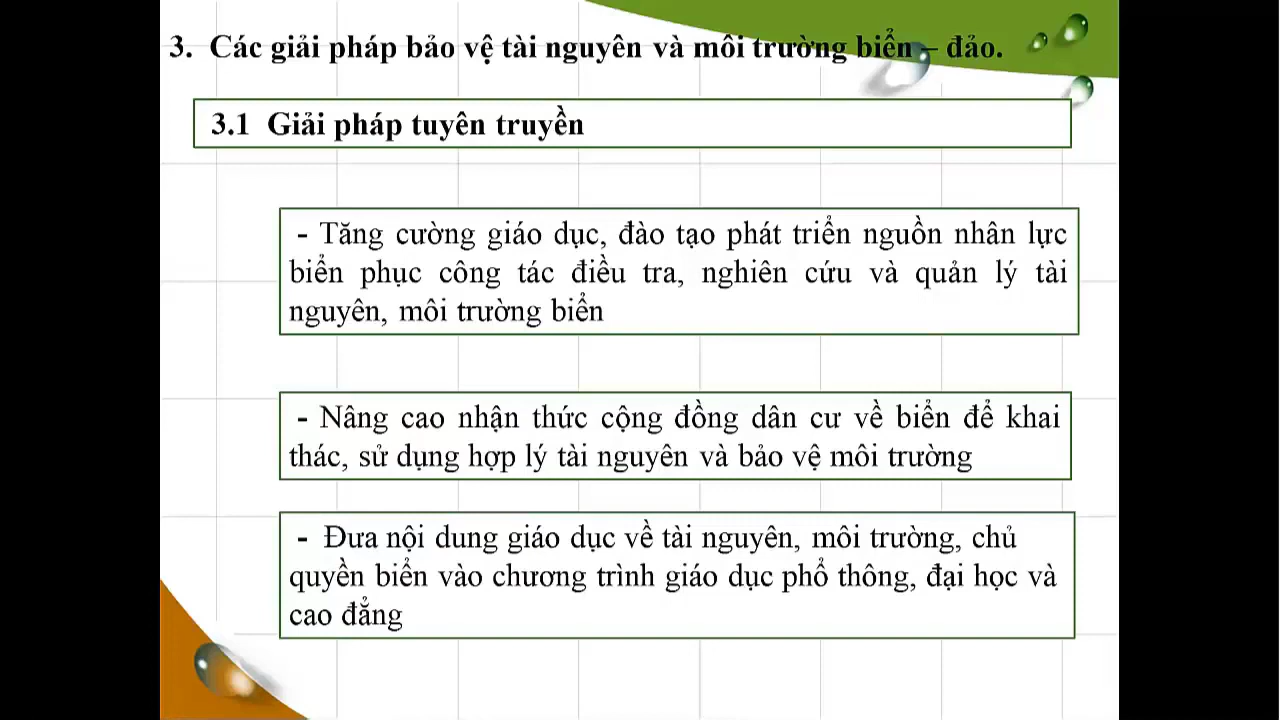 3. Các giải pháp bảo vệ tài nguyên và môi trường biển – đảo.
3.1 Giải pháp tuyên truyền
- Tăng cường giáo dục, đào tạo phát triển nguồn nhân lực
biển phục công tác điều tra, nghiên cứu và quản lý tài
nguyên, môi trường biển
- Nâng cao nhận thức cộng đồng dân cư về biển để khai
thác, sử dụng hợp lý tài nguyên và bảo vệ môi trường
- Đưa nội dung giáo dục về tài nguyên, môi trường, chủ
quyền biển vào chương trình giáo dục phổ thông, đại học và
cao đẳng